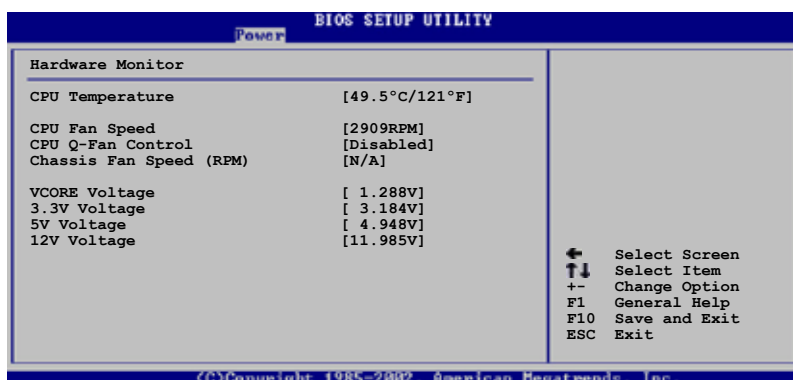 BIOS SETUP UTILITY
Power
Hardware Monitor
CPU Temperature [49.5°C/121°F]
CPU Fan Speed [2909RPM]
CPU Q-Fan Control [Disabled]
Chassis Fan Speed (RPM) [N/A]
VCORE Voltage [ 1.288V]
3.3V Voltage [ 3.184V]
5V Voltage [ 4.948V]
12V Voltage [11.985V]
← Select Screen
↑↓ Select Item
+- Change Option
F1 General Help
F10 Save and Exit
ESC Exit
(C)Copyright 1985-2002, American Megatrends, Inc.